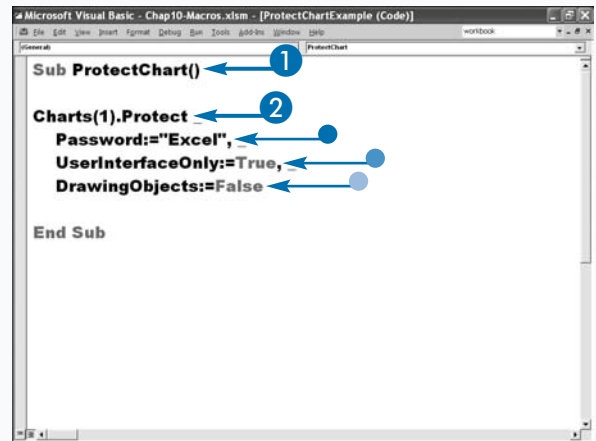 Microsoft Visual Basic - Chap10-Macros.xlsm - [ProtectChartExample (Code)]
File Edit View Insert Format Debug Run Tools Add-Ins Window Help workbook
(General) ProtectChart
Sub ProtectChart() 1
Charts(1).Protect _ 2
Password:="Excel", _
UserInterfaceOnly:=True, _
DrawingObjects:=False
End Sub